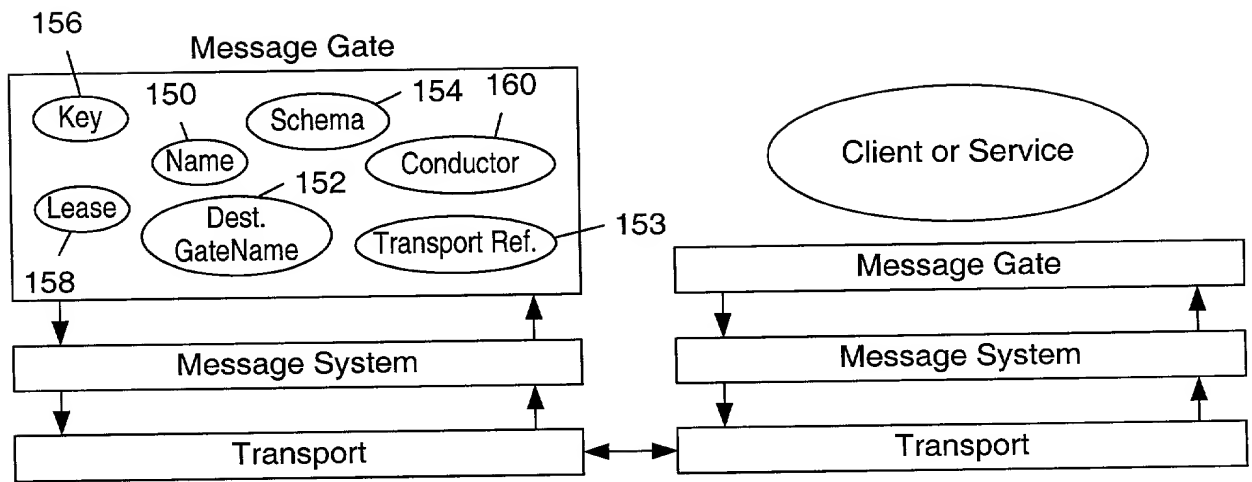 156
Message Gate
Key
150
Schema
154
160
Name
Conductor
Client or Service
Lease
152
Dest.
GateName
Transport Ref.
153
158
Message Gate
Message System
Message System
Transport
Transport